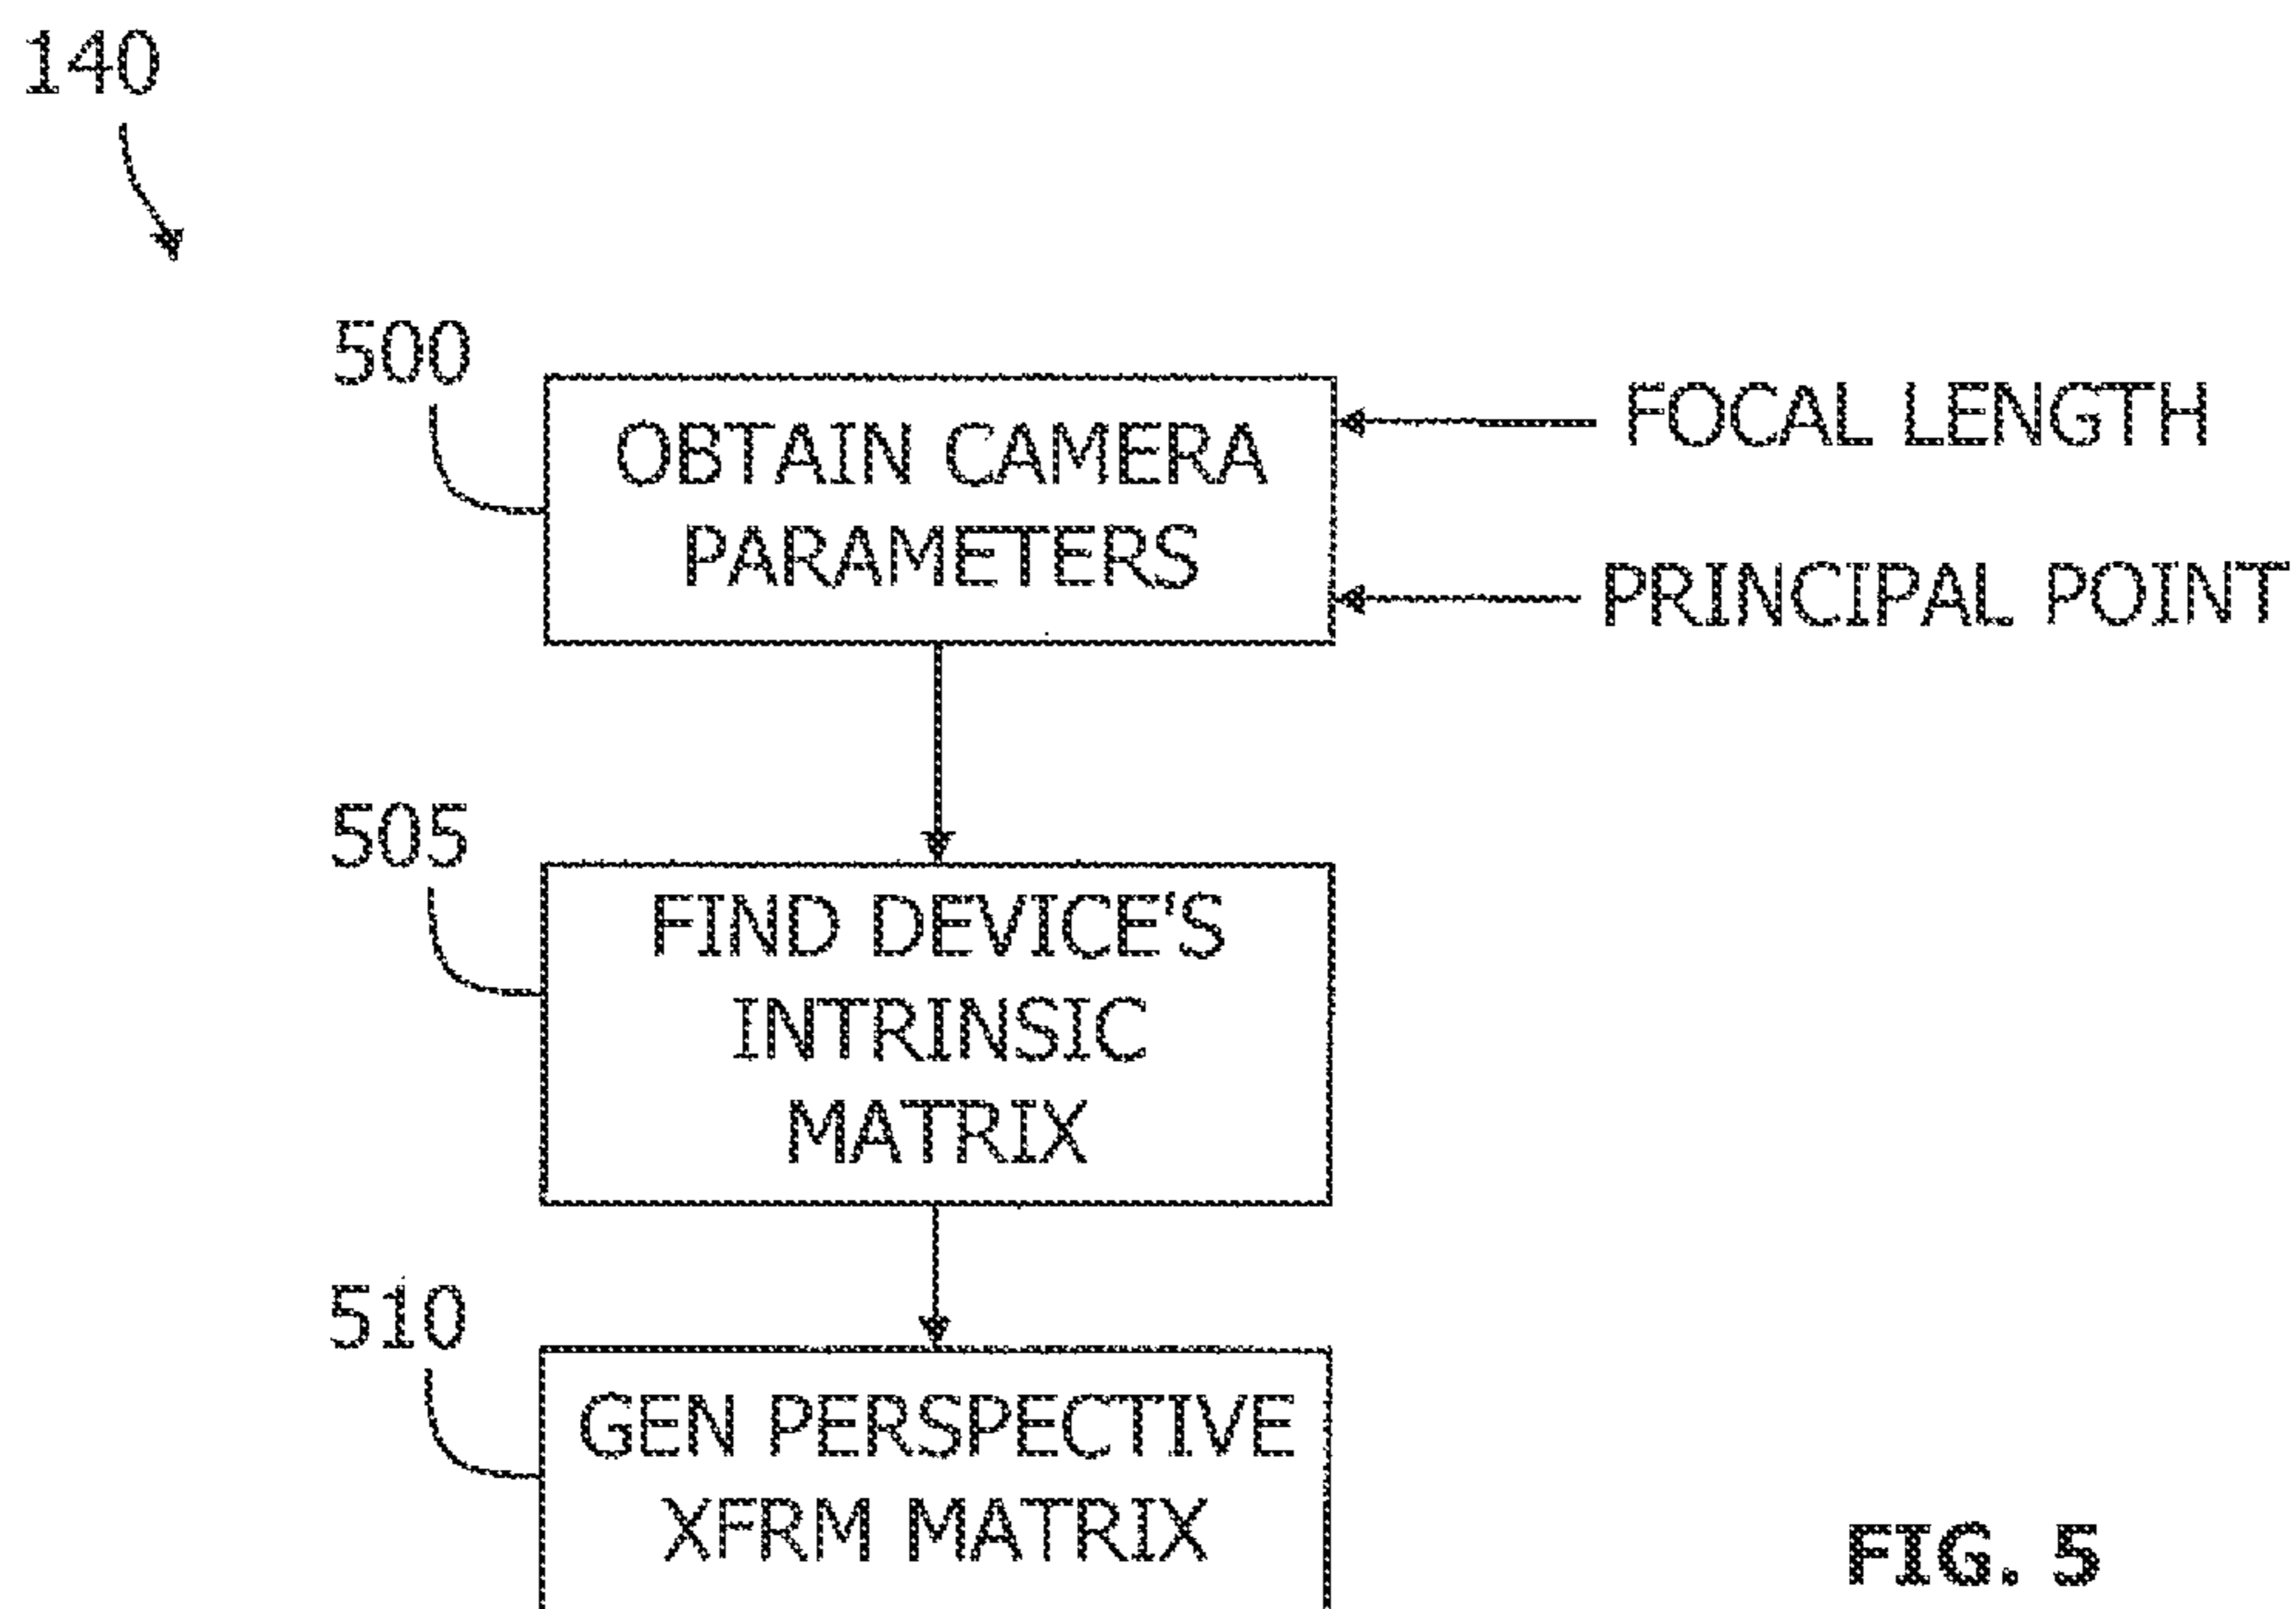 140
500
OBTAIN CAMERA
PARAMETERS
FOCAL LENGTH
PRINCIPAL POINT
505
FIND DEVICE'S
INTRINSIC
MATRIX
510
GEN PERSPECTIVE
XFRM MATRIX
FIG. 5